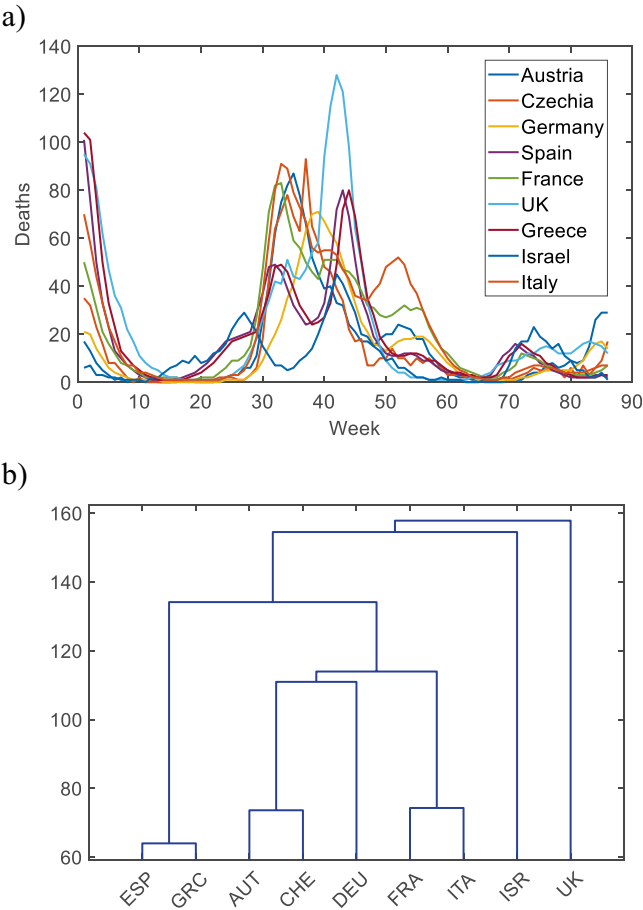 a)
140
120
100
80
60
40
20
0
Deaths
0 10 20 30 40 50 60 70 80 90
Week
Austria
Czechia
Germany
Spain
France
UK
Greece
Israel
Italy
b)
160
140
120
100
80
60
ESP GRC AUT CHE DEU FRA ITA ISR UK